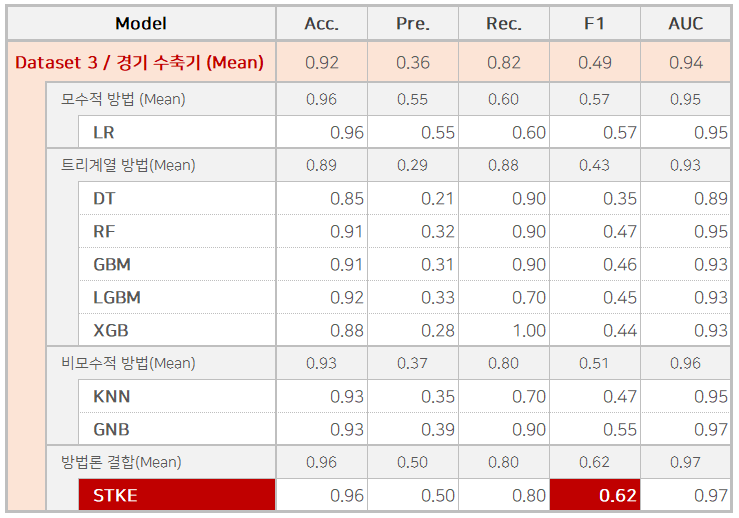 Model Acc. Pre. Rec. F1 AUC
Dataset 3 / 경기 수축기 (Mean) 0.92 0.36 0.82 0.49 0.94
모수적 방법 (Mean) 0.96 0.55 0.60 0.57 0.95
LR 0.96 0.55 0.60 0.57 0.95
트리계열 방법(Mean) 0.89 0.29 0.88 0.43 0.93
DT 0.85 0.21 0.90 0.35 0.89
RF 0.91 0.32 0.90 0.47 0.95
GBM 0.91 0.31 0.90 0.46 0.93
LGBM 0.92 0.33 0.70 0.45 0.93
XGB 0.88 0.28 1.00 0.44 0.93
비모수적 방법(Mean) 0.93 0.37 0.80 0.51 0.96
KNN 0.93 0.35 0.70 0.47 0.95
GNB 0.93 0.39 0.90 0.55 0.97
방법론 결합(Mean) 0.96 0.50 0.80 0.62 0.97
STKE 0.96 0.50 0.80 0.62 0.97